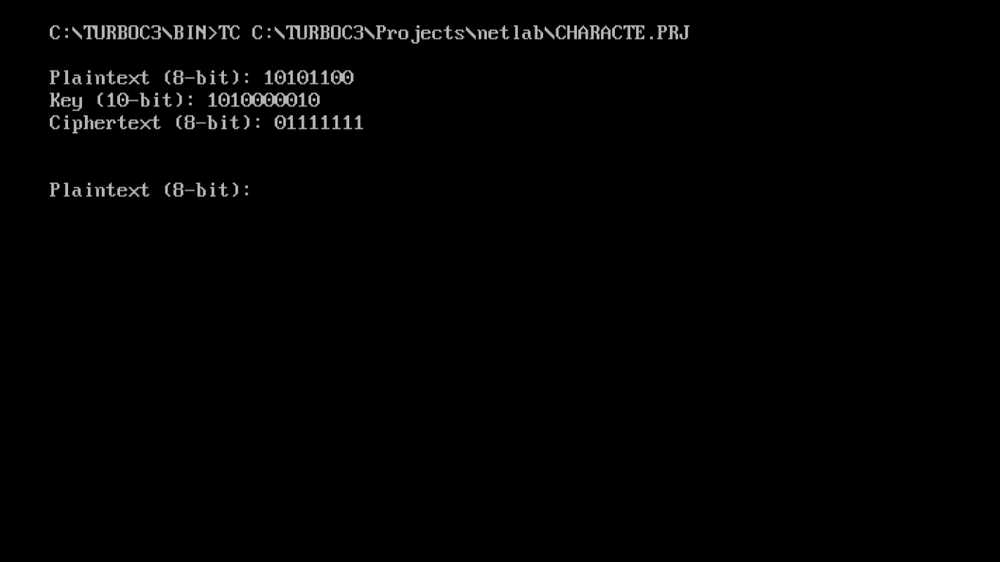 C:\TURBOC3\BIN>TC C:\TURBOC3\Projects\netlab\CHARACTE.PRJ
Plaintext (8-bit): 10101100
Key (10-bit): 1010000010
Ciphertext (8-bit): 01111111
Plaintext (8-bit):